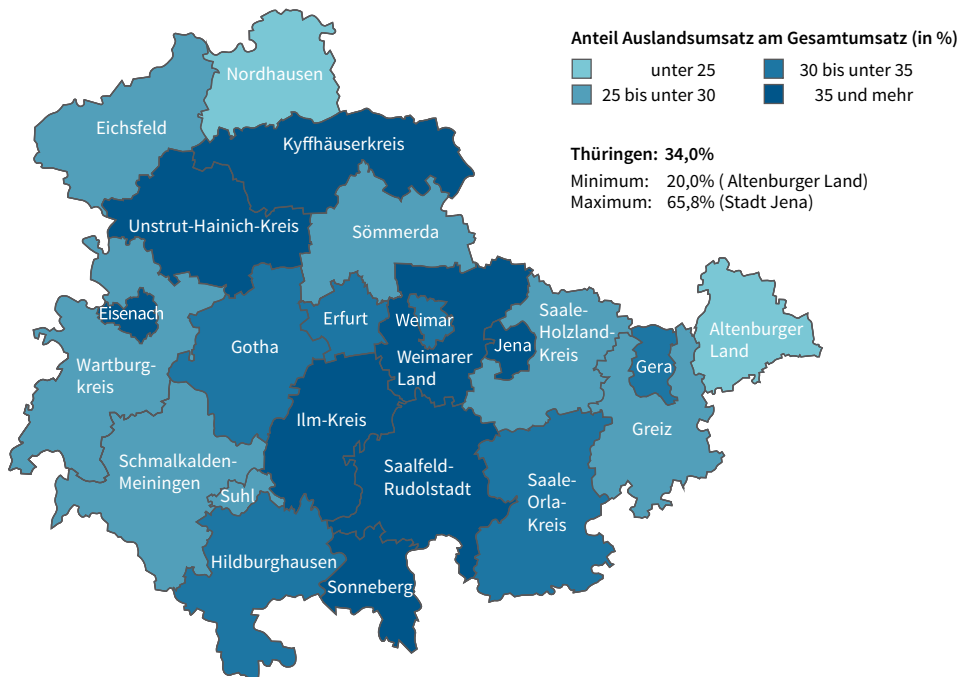 Anteil Auslandsumsatz am Gesamtumsatz (in %)
unter 25
30 bis unter 35
25 bis unter 30
35 und mehr
Thüringen: 34,0%
Minimum: 20,0% ( Altenburger Land)
Maximum: 65,8% (Stadt Jena)
Nordhausen
Eichsfeld
Kyffhäuserkreis
Unstrut-Hainich-Kreis
Sömmerda
Eisenach
Erfurt
Weimar
Saale-
Holzland-
Kreis
Altenburger
Land
Gotha
Jena
Wartburg-
kreis
Weimarer
Land
Gera
Ilm-Kreis
Greiz
Schmalkalden-
Meiningen
Saalfeld-
Rudolstadt
Saale-
Orla-
Kreis
Suhl
Hildburghausen
Sonneberg